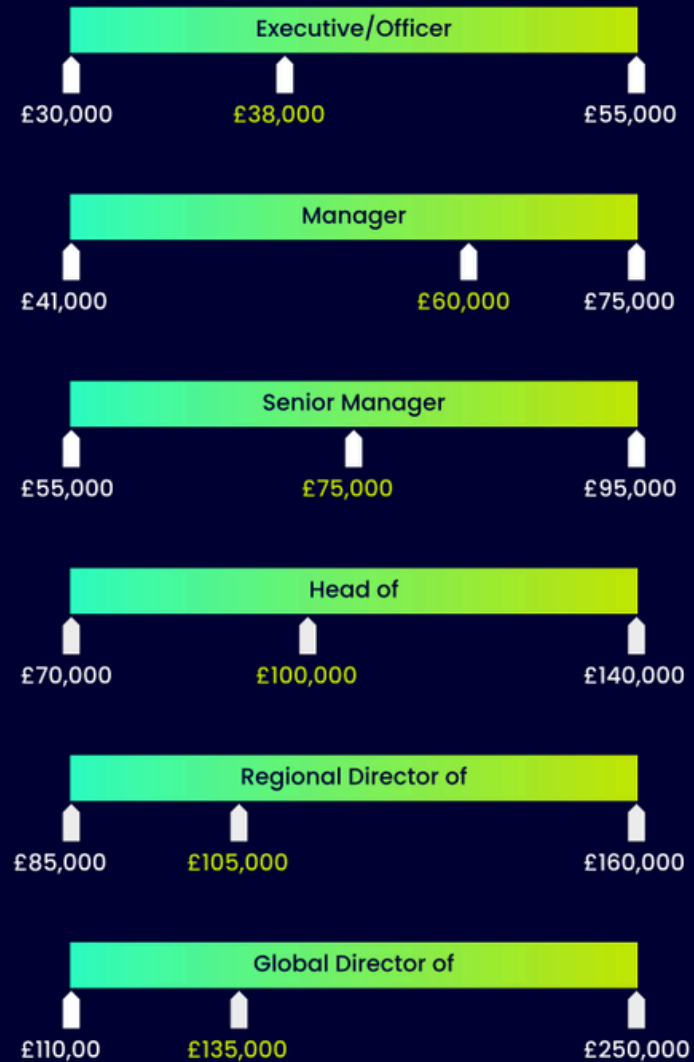 Executive/Officer
£30,000 £38,000 £55,000
Manager
£41,000 £60,000 £75,000
Senior Manager
£55,000 £75,000 £95,000
Head of
£70,000 £100,000 £140,000
Regional Director of
£85,000 £105,000 £160,000
Global Director of
£110,00 £135,000 £250,000